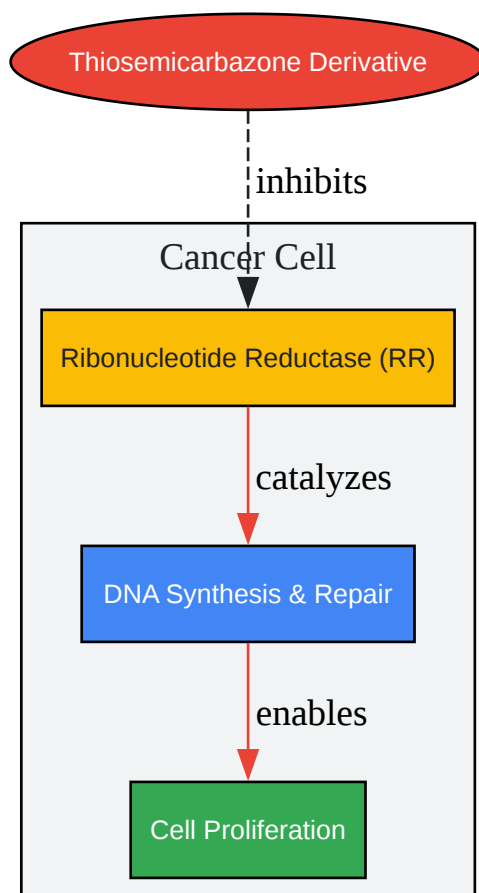 Thiosemicarbazone Derivative
inhibits
Cancer Cell
Ribonucleotide Reductase (RR)
catalyzes
DNA Synthesis & Repair
enables
Cell Proliferation